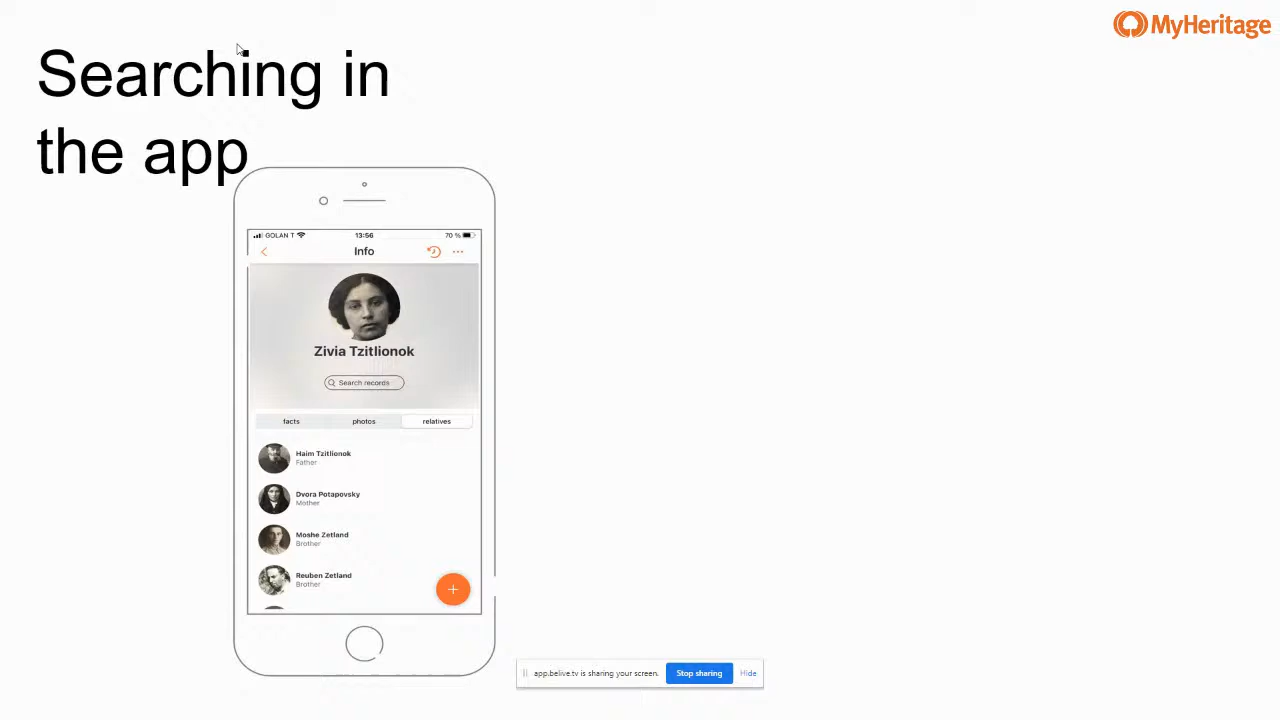 MyHeritage
Searching in
the app
GOLAN T 13:56 70 %
Info
Zivia Tzitlionok
Search records
facts photos relatives
Haim Tzitlionok
Father
Dvora Potapovsky
Mother
Moshe Zetland
Brother
Reuben Zetland
Brother
+
app.belive.tv is sharing your screen. Stop sharing Hide